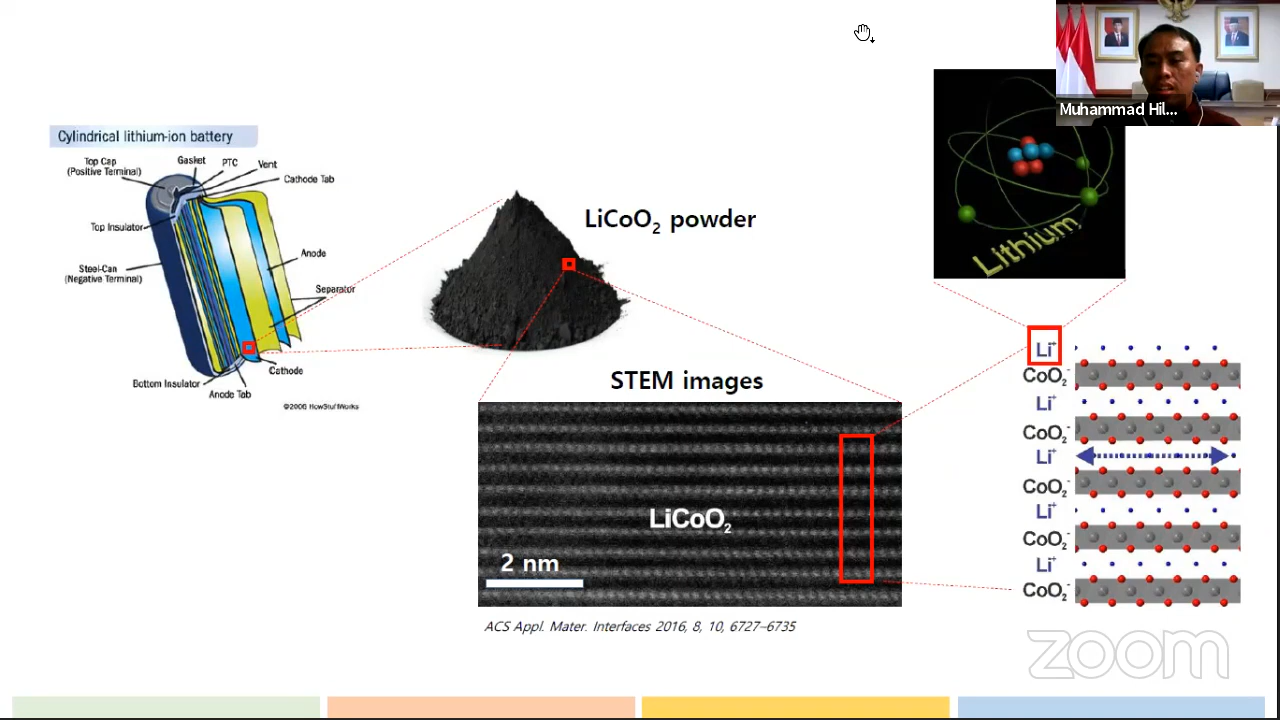 Muhammad Hil...
Cylindrical lithium-ion battery
Top Cap
(Positive Terminal)
Gasket
PTC
Vent
Cathode Tab
Top Insulator
Steel-Can
(Negative Terminal)
Anode
Separator
Cathode
Bottom Insulator
Anode Tab
©2006 HowStuffWorks
LiCoO₂ powder
STEM images
LiCoO₂
2 nm
ACS Appl. Mater. Interfaces 2016, 8, 10, 6727–6735
Lithium
Li⁺
CoO₂⁻
Li⁺
CoO₂⁻
Li⁺
CoO₂⁻
Li⁺
CoO₂⁻
Li⁺
CoO₂⁻
zoom